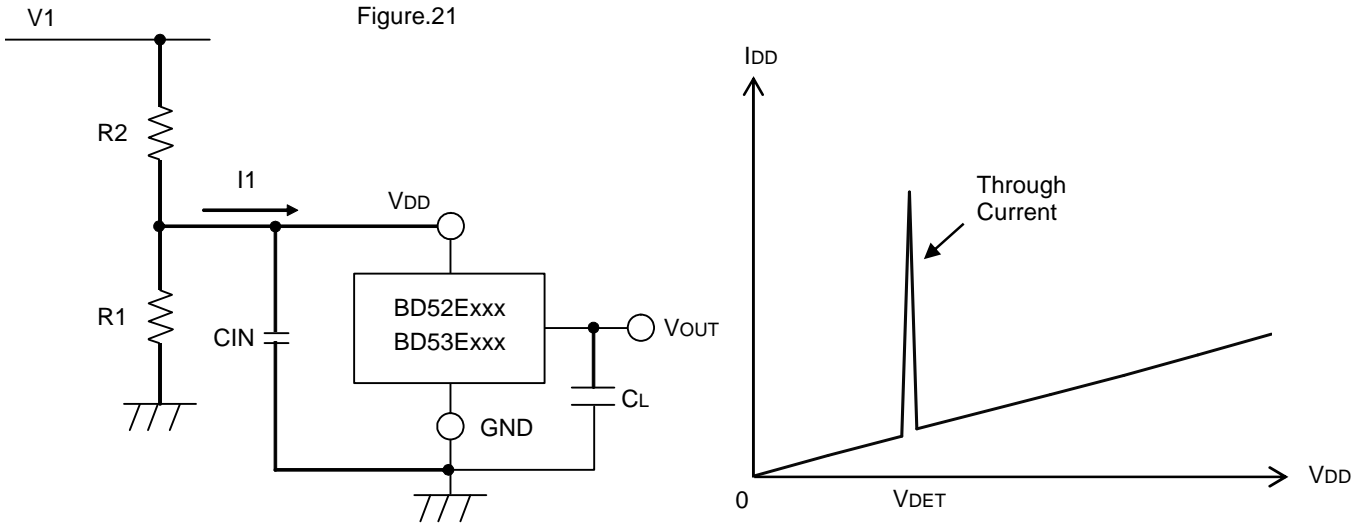 V1
Figure.21
R2
I1
VDD
R1
CIN
BD52Exxx
BD53Exxx
VOUT
CL
GND
IDD
Through
Current
0
VDET
VDD